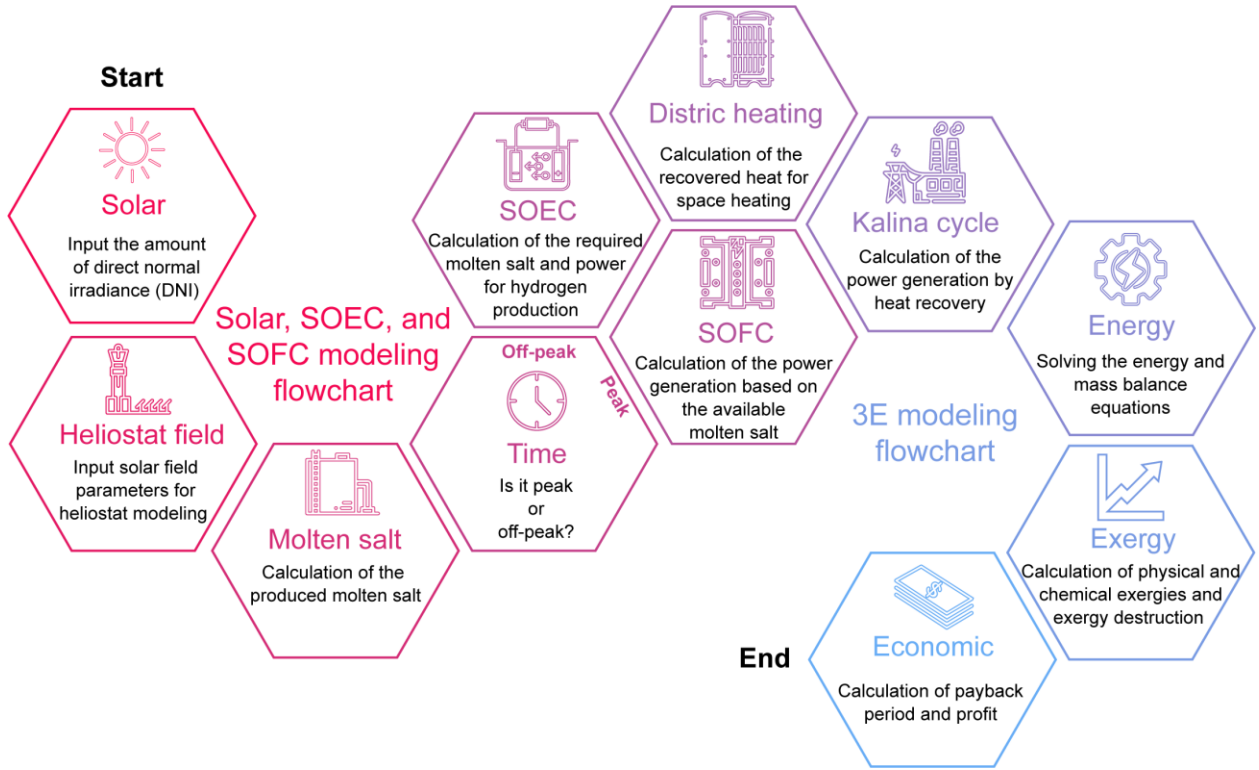 Start
Solar
Input the amount
of direct normal
irradiance (DNI)
Heliostat field
Input solar field
parameters for
heliostat modeling
Solar, SOEC, and
SOFC modeling
flowchart
Molten salt
Calculation of the
produced molten salt
Off-peak
Peak
Time
Is it peak
or
off-peak?
SOEC
Calculation of the required
molten salt and power
for hydrogen
production
Distric heating
Calculation of the
recovered heat for
space heating
SOFC
Calculation of the power
generation based on
the available
molten salt
Kalina cycle
Calculation of the
power generation by
heat recovery
3E modeling
flowchart
Energy
Solving the energy and
mass balance
equations
Exergy
Calculation of physical and
chemical exergies and
exergy destruction
Economic
Calculation of payback
period and profit
End